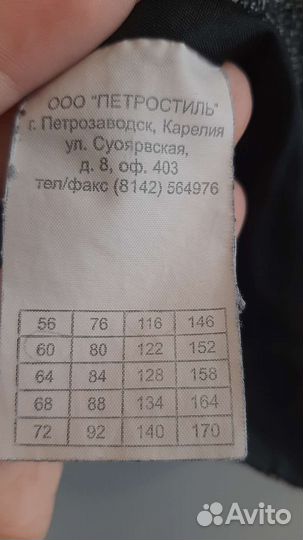 ООО "ПЕТРОСТИЛЬ"
г. Петрозаводск, Карелия
ул. Суоярвская,
д. 8, оф. 403
тел/факс (8142) 564976
56 76 116 146
60 80 122 152
64 84 128 158
68 88 134 164
72 92 140 170
Avito